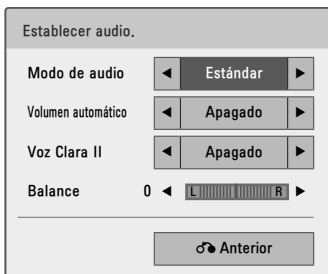 Establecer audio.
Modo de audio ◀ Estándar ▶
Volumen automático ◀ Apagado ▶
Voz Clara II ◀ Apagado ▶
Balance 0 ◀ L R ▶
Anterior